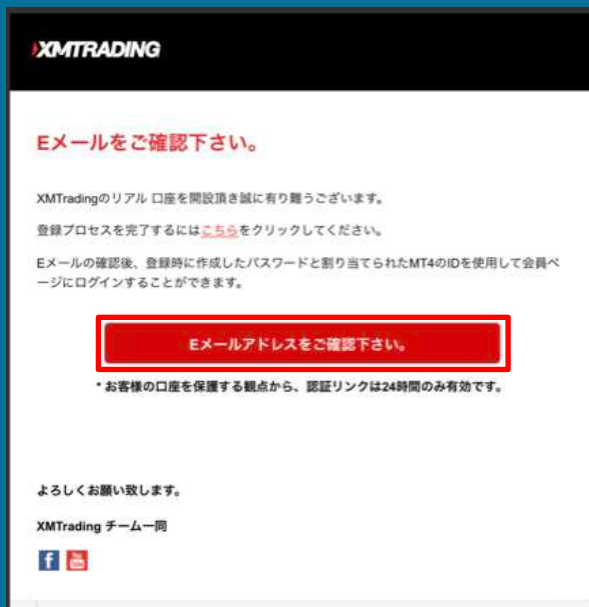 XMTRADING
Eメールをご確認下さい。
XMTradingのリアル 口座を開設頂き誠に有り難うございます。
登録プロセスを完了するにはこちらをクリックしてください。
Eメールの確認後、登録時に作成したパスワードと割り当てられたMT4のIDを使用して会員ペ
ージにログインすることができます。
Eメールアドレスをご確認下さい。
* お客様の口座を保護する観点から、認証リンクは24時間のみ有効です。
よろしくお願い致します。
XMTrading チーム一同